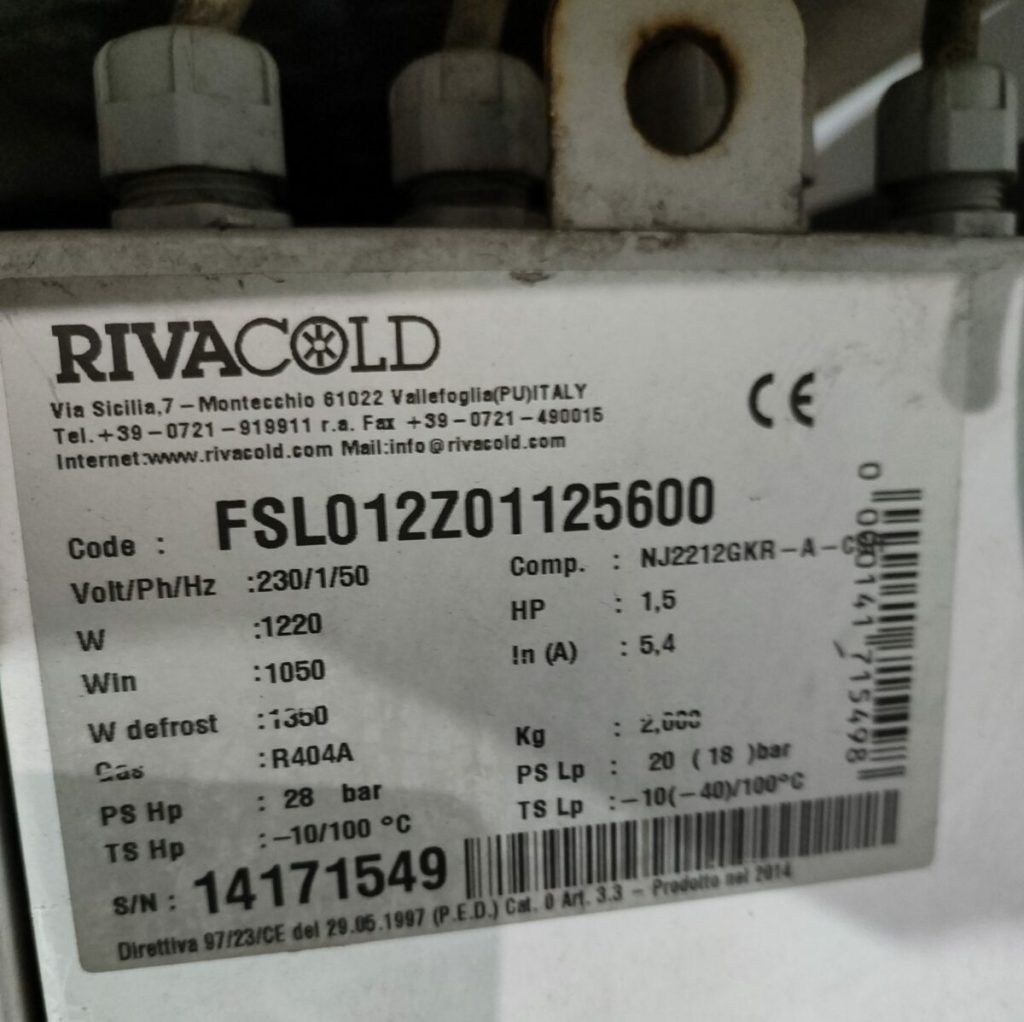 RIVACOLD
Via Sicilia,7 – Montecchio 61022 Vallefoglia(PU)ITALY
Tel.+39–0721–919911 r.a. Fax +39–0721–490015
Internet:www.rivacold.com Mail:info@rivacold.com
CE
Code : FSL012Z01125600
Volt/Ph/Hz :230/1/50 Comp. : NJ2212GKR–A–
W :1220 HP : 1,5
Win :1050 In (A) : 5,4
W defrost :1350
Gas :R404A Kg : 2,000
PS Hp : 28 bar PS Lp : 20 (18)bar
TS Hp :–10/100 °C TS Lp :–10(–40)/100°C
S/N : 14171549
Direttiva 97/23/CE del 29.05.1997 (P.E.D.) Cat. 0 Art. 3.3 – Prodotto nel 2014